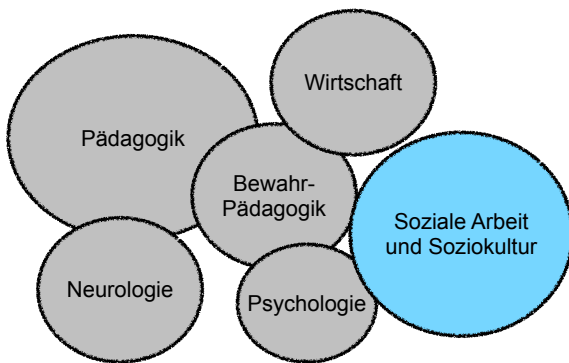 Wirtschaft
Pädagogik
Bewahr-
Pädagogik
Soziale Arbeit
und Soziokultur
Neurologie
Psychologie